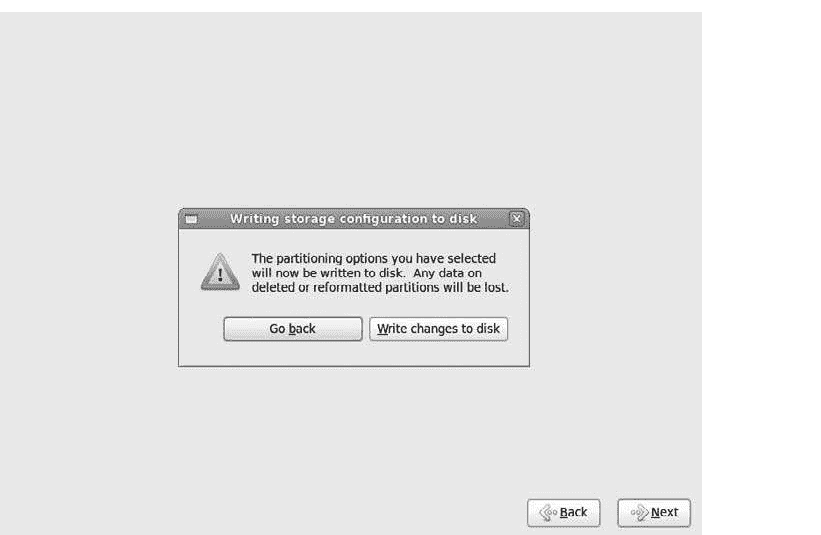 Writing storage configuration to disk
The partitioning options you have selected
will now be written to disk. Any data on
deleted or reformatted partitions will be lost.
Go back
Write changes to disk
Back
Next